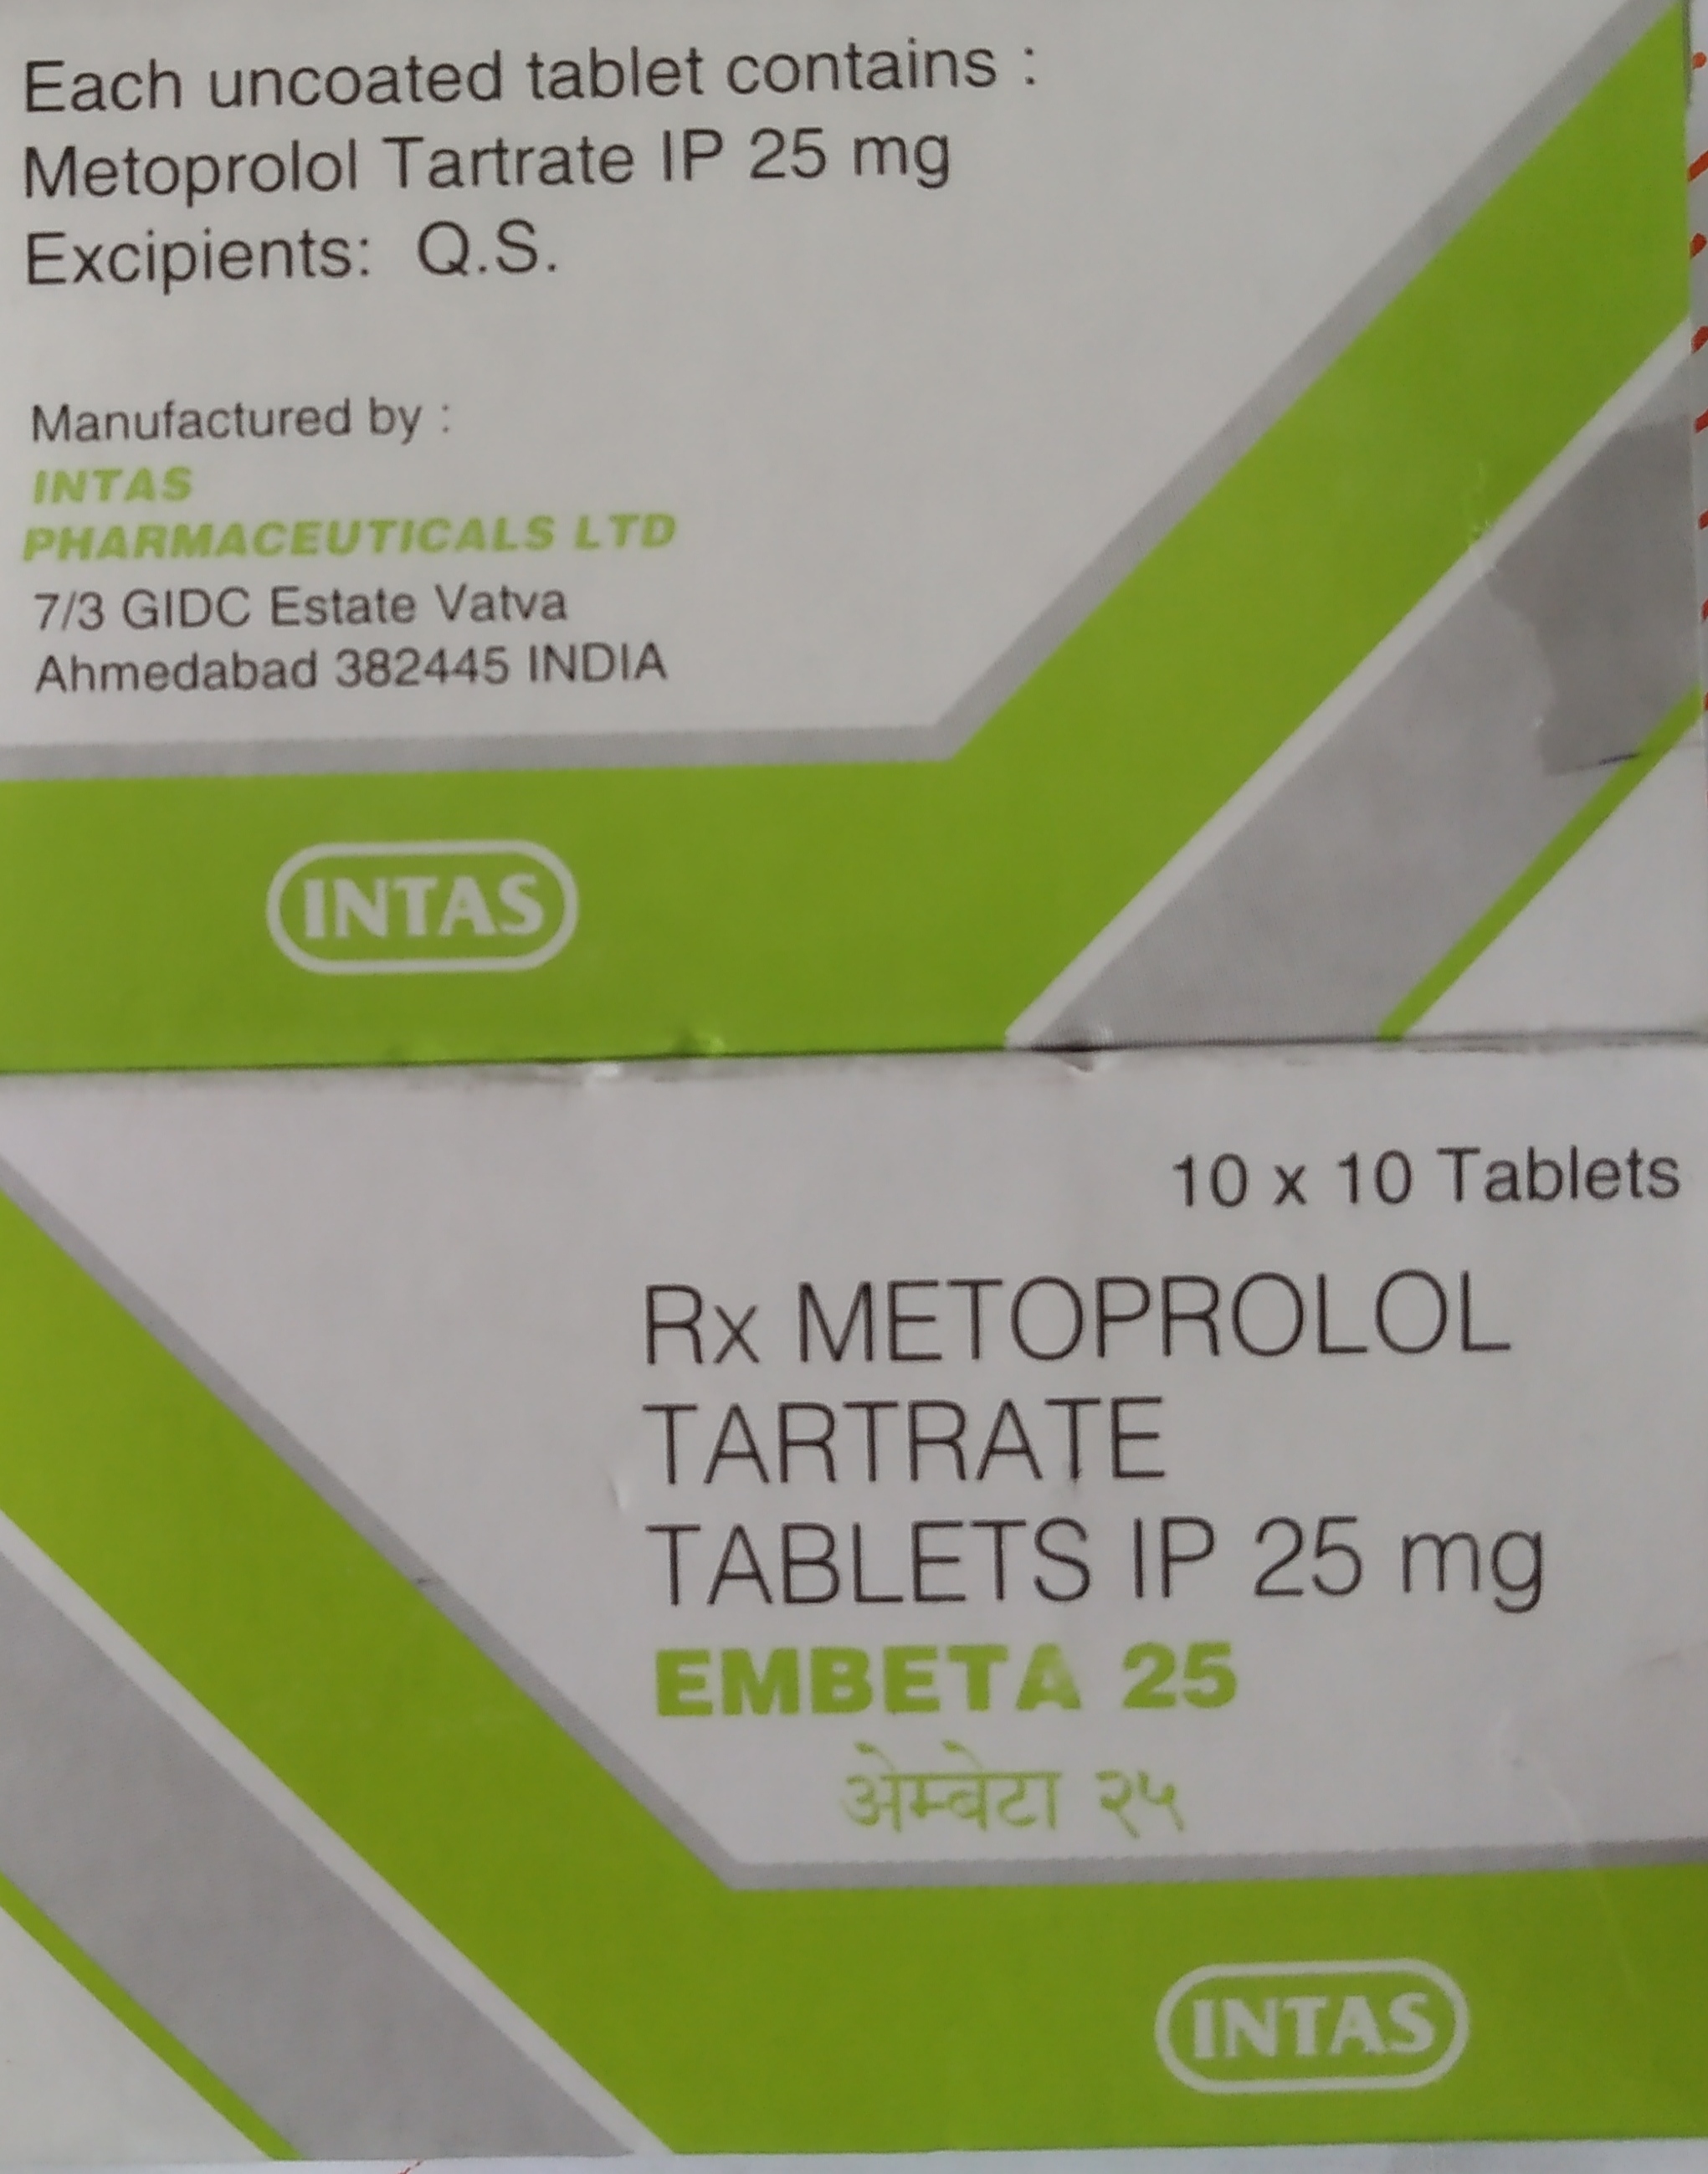 Each uncoated tablet contains :
Metoprolol Tartrate IP 25 mg
Excipients: Q.S.
Manufactured by :
INTAS
PHARMACEUTICALS LTD
7/3 GIDC Estate Vatva
Ahmedabad 382445 INDIA
INTAS
10 x 10 Tablets
Rx METOPROLOL
TARTRATE
TABLETS IP 25 mg
EMBETA 25
अेम्बेटा २५
INTAS